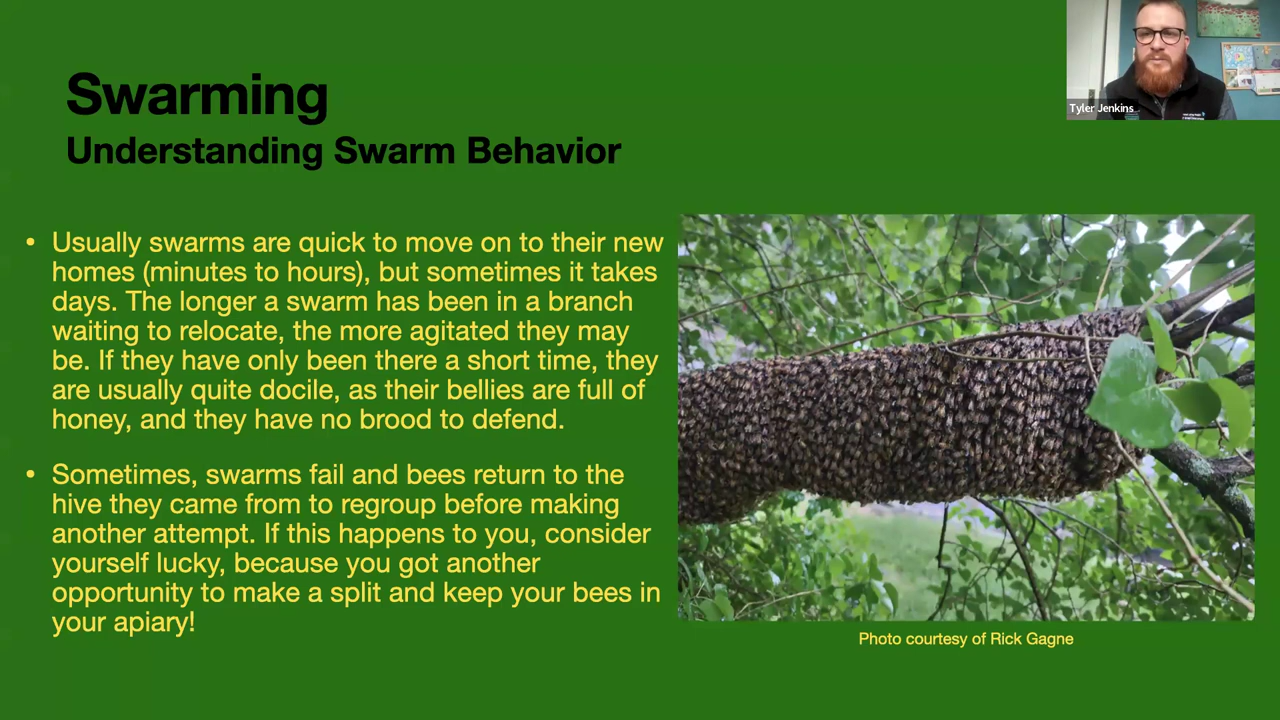 Swarming
Understanding Swarm Behavior
• Usually swarms are quick to move on to their new
homes (minutes to hours), but sometimes it takes
days. The longer a swarm has been in a branch
waiting to relocate, the more agitated they may
be. If they have only been there a short time, they
are usually quite docile, as their bellies are full of
honey, and they have no brood to defend.
• Sometimes, swarms fail and bees return to the
hive they came from to regroup before making
another attempt. If this happens to you, consider
yourself lucky, because you got another
opportunity to make a split and keep your bees in
your apiary!
Photo courtesy of Rick Gagne
Tyler Jenkins